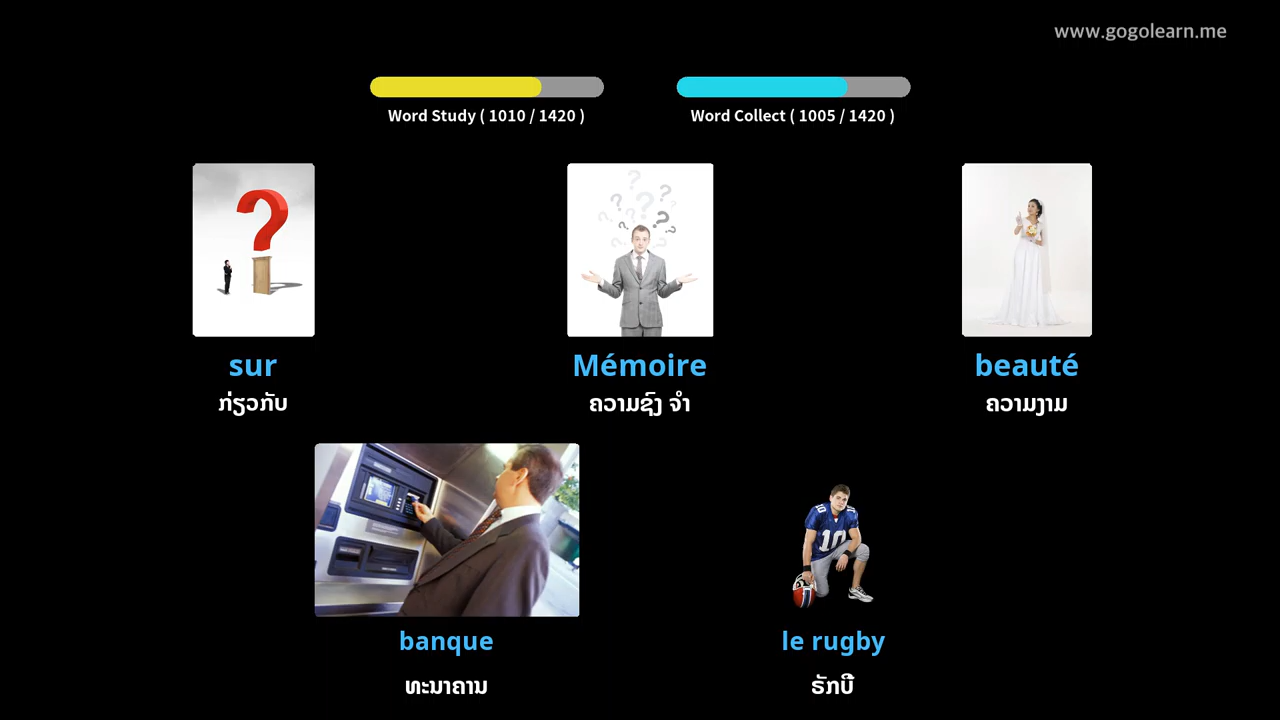 www.gogolearn.me
Word Study ( 1010 / 1420 )
Word Collect ( 1005 / 1420 )
sur
Mémoire
beauté
ກ່ຽວກັບ
ຄວາມຊົງ ຈຳ
ຄວາມງາມ
banque
le rugby
ທະນາຄານ
ຣັກບີ້